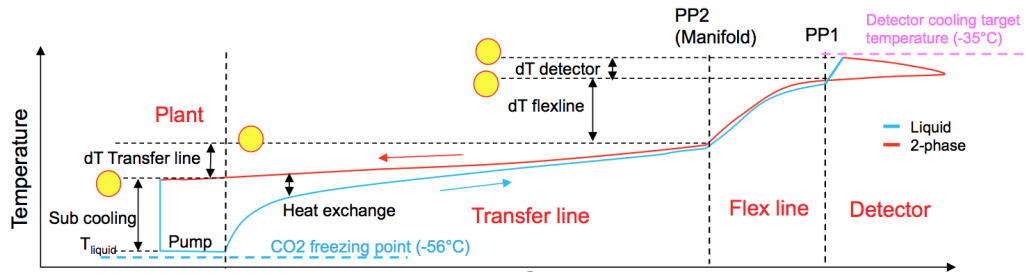 PP2
(Manifold)
PP1
Detector cooling target
temperature (-35°C)
dT detector
dT flexline
Plant
Liquid
2-phase
dT Transfer line
Temperature
Sub cooling
Heat exchange
Transfer line
Flex line
Detector
Tliquid
Pump
CO2 freezing point (-56°C)